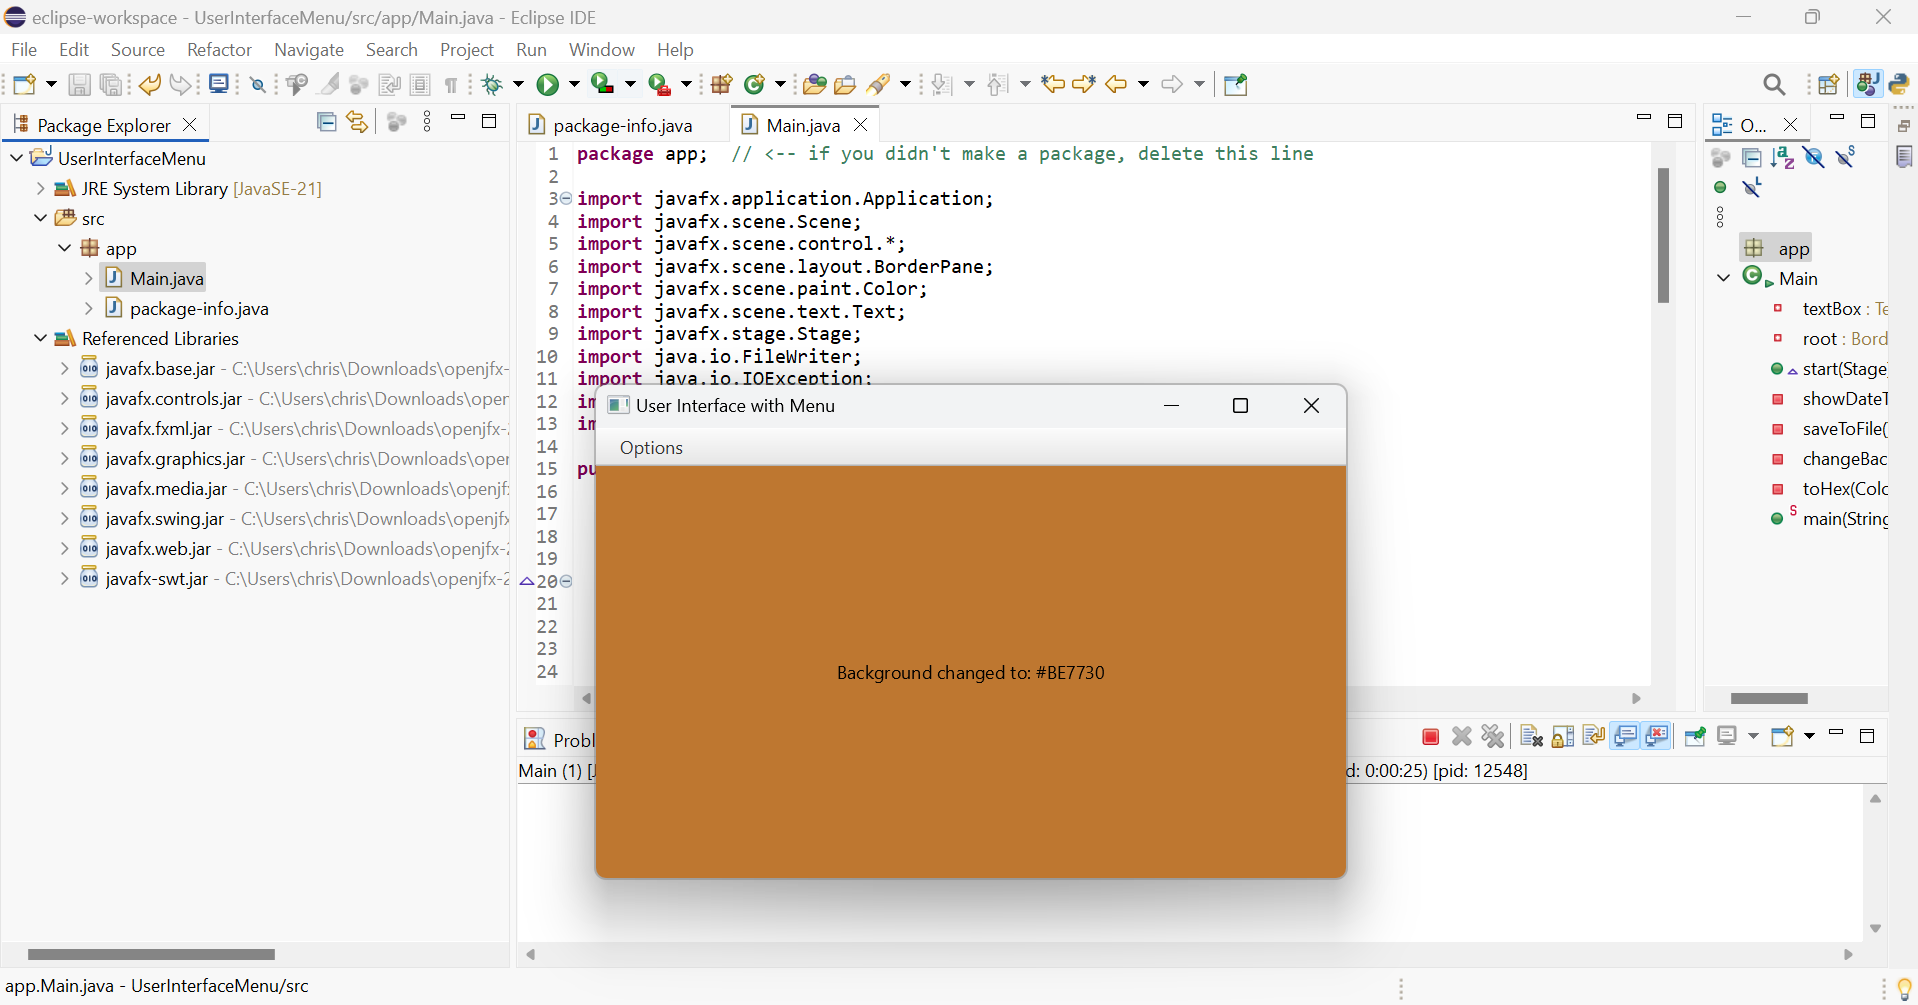 eclipse-workspace - UserInterfaceMenu/src/app/Main.java - Eclipse IDE
File Edit Source Refactor Navigate Search Project Run Window Help
Package Explorer
UserInterfaceMenu
JRE System Library [JavaSE-21]
src
app
Main.java
package-info.java
Referenced Libraries
javafx.base.jar - C:\Users\chris\Downloads\openjfx-
javafx.controls.jar - C:\Users\chris\Downloads\oper
javafx.fxml.jar - C:\Users\chris\Downloads\openjfx-
javafx.graphics.jar - C:\Users\chris\Downloads\oper
javafx.media.jar - C:\Users\chris\Downloads\openjf
javafx.swing.jar - C:\Users\chris\Downloads\openjfx
javafx.web.jar - C:\Users\chris\Downloads\openjfx-
javafx-swt.jar - C:\Users\chris\Downloads\openjfx-2
package-info.java Main.java
1 package app; // <-- if you didn't make a package, delete this line
2
3 import javafx.application.Application;
4 import javafx.scene.Scene;
5 import javafx.scene.control.*;
6 import javafx.scene.layout.BorderPane;
7 import javafx.scene.paint.Color;
8 import javafx.scene.text.Text;
9 import javafx.stage.Stage;
10 import java.io.FileWriter;
11 import java.io.IOException;
12 im
13 im
14
15 pu
16
17
18
19
20
21
22
23
24
User Interface with Menu
Options
Background changed to: #BE7730
O...
app
Main
textBox : Te
root : Bord
start(Stage
showDateT
saveToFile(
changeBac
toHex(Colo
main(String
Probl
Main (1) [J d: 0:00:25) [pid: 12548]
app.Main.java - UserInterfaceMenu/src